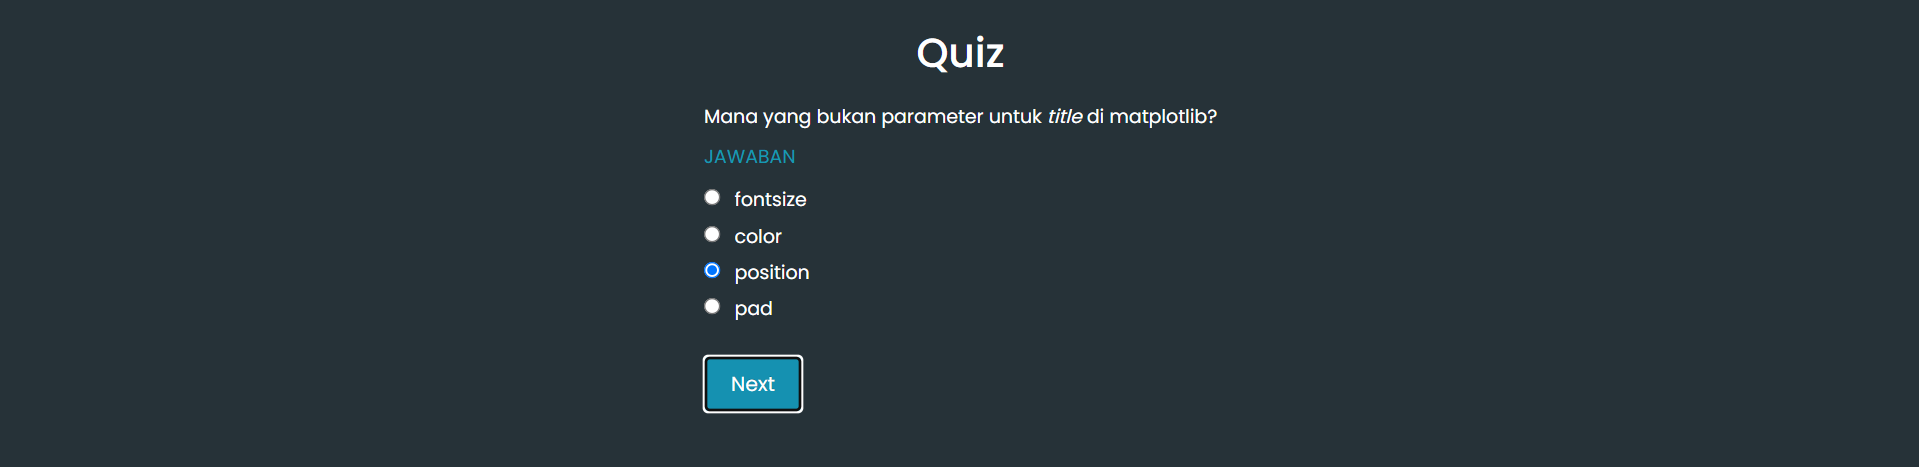 Quiz
Mana yang bukan parameter untuk title di matplotlib?
JAWABAN
fontsize
color
position
pad
Next